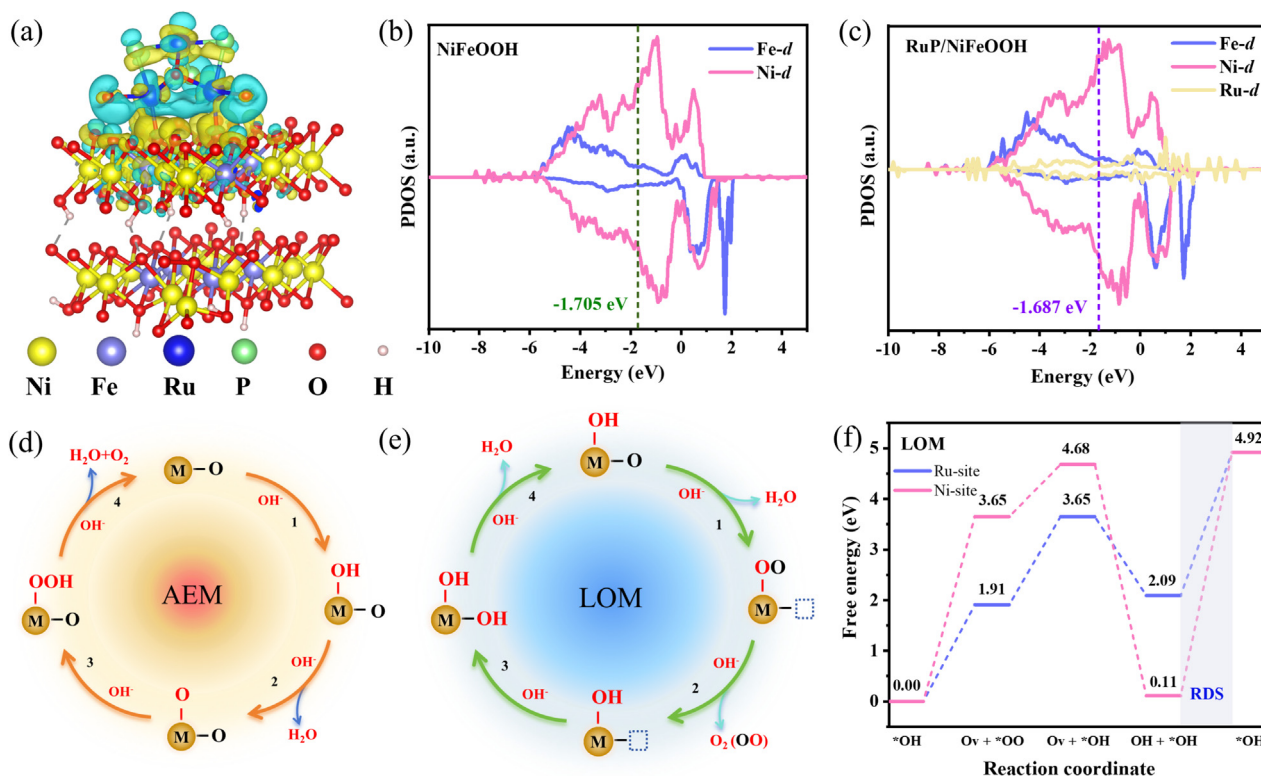 (a)
Ni Fe Ru P O H
(b)
NiFeOOH
Fe-d
Ni-d
PDOS (a.u.)
-1.705 eV
-10 -8 -6 -4 -2 0 2 4
Energy (eV)
(c)
RuP/NiFeOOH
Fe-d
Ni-d
Ru-d
PDOS (a.u.)
-1.687 eV
-10 -8 -6 -4 -2 0 2 4
Energy (eV)
(d)
M-O
H2O+O2
4
OH-
OH-
1
OOH
M-O
AEM
OH
M-O
3
OH-
OH-
2
O
M-O
H2O
(e)
OH
M-O
H2O
4
OH-
OH-
1
H2O
OH
M-OH
LOM
OO
M
3
OH-
OH-
2
OH
M
O2 (OO)
(f)
LOM
Ru-site
Ni-site
Free energy (eV)
5
4
3
2
1
0
0.00
3.65
1.91
4.68
3.65
2.09
0.11
4.92
RDS
*OH Ov + *OO Ov + *OH OH + *OH *OH
Reaction coordinate